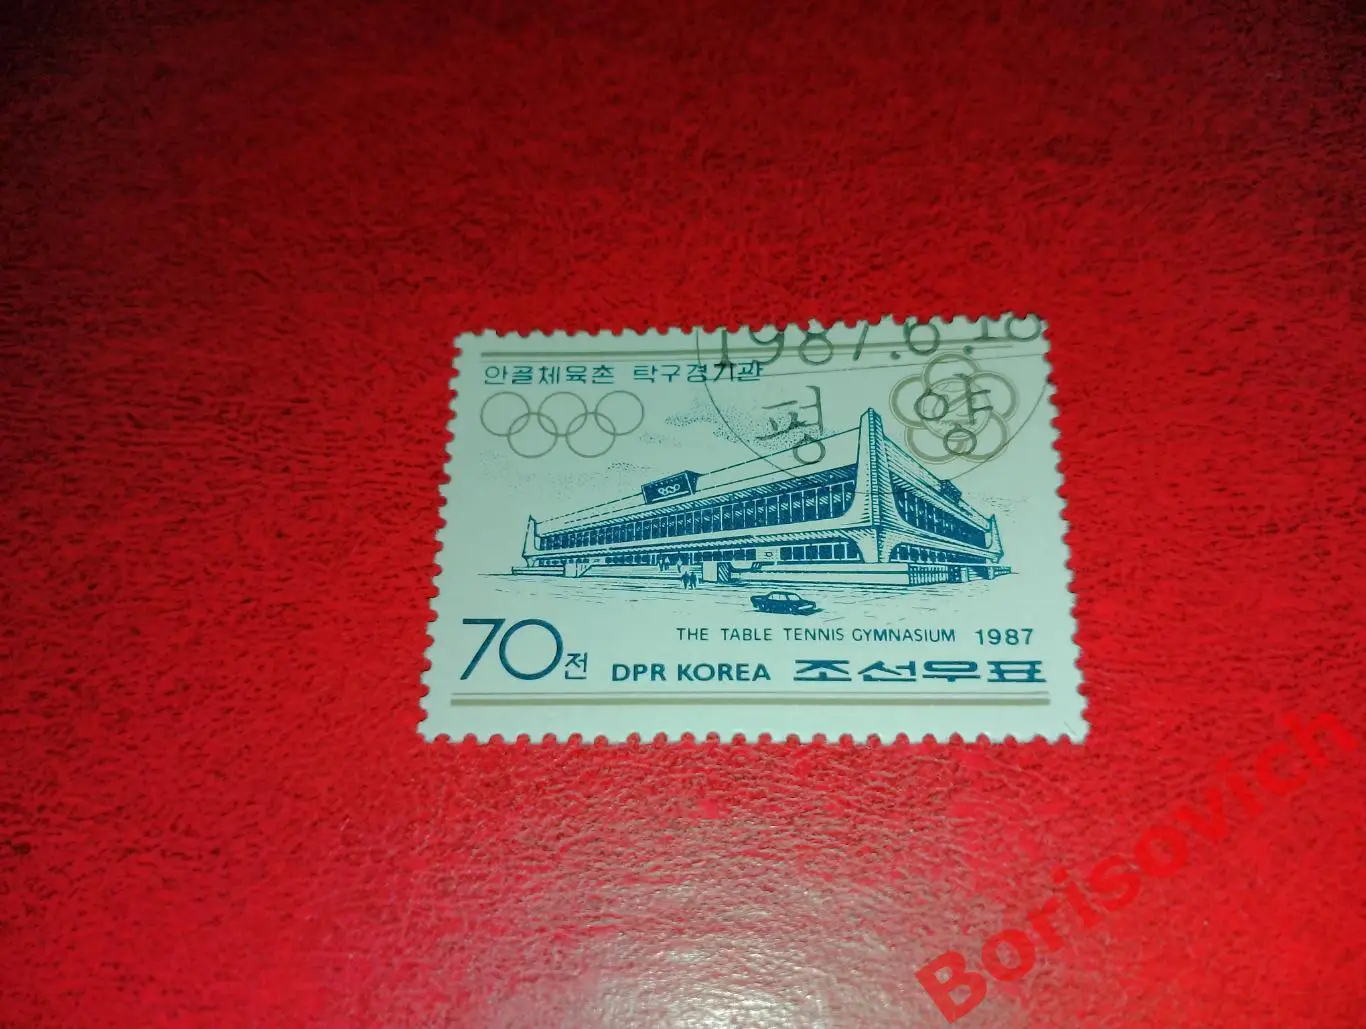 1987.6.18
평양
안골체육촌 탁구경기관
THE TABLE TENNIS GYMNASIUM 1987
70전 DPR KOREA 조선우표
Borisovich